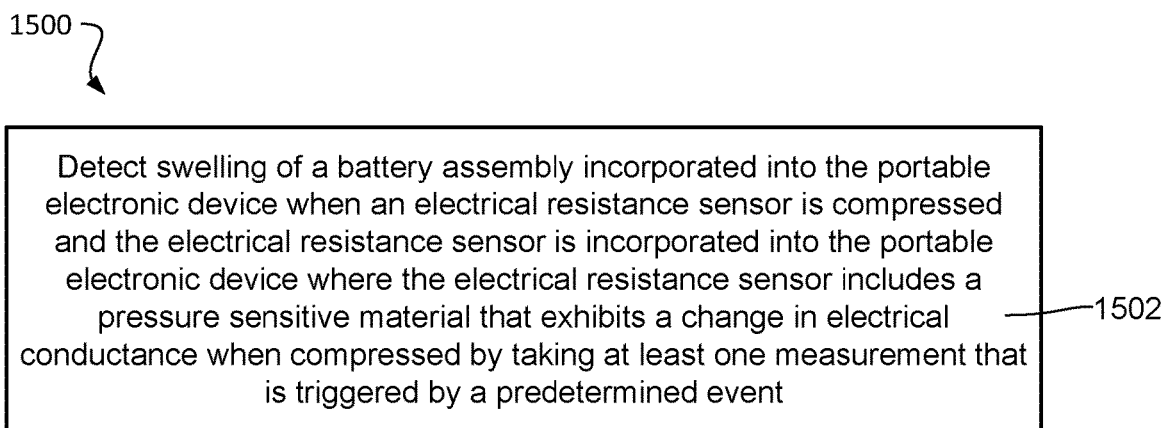 1500
Detect swelling of a battery assembly incorporated into the portable
electronic device when an electrical resistance sensor is compressed
and the electrical resistance sensor is incorporated into the portable
electronic device where the electrical resistance sensor includes a
pressure sensitive material that exhibits a change in electrical
conductance when compressed by taking at least one measurement that
is triggered by a predetermined event
1502